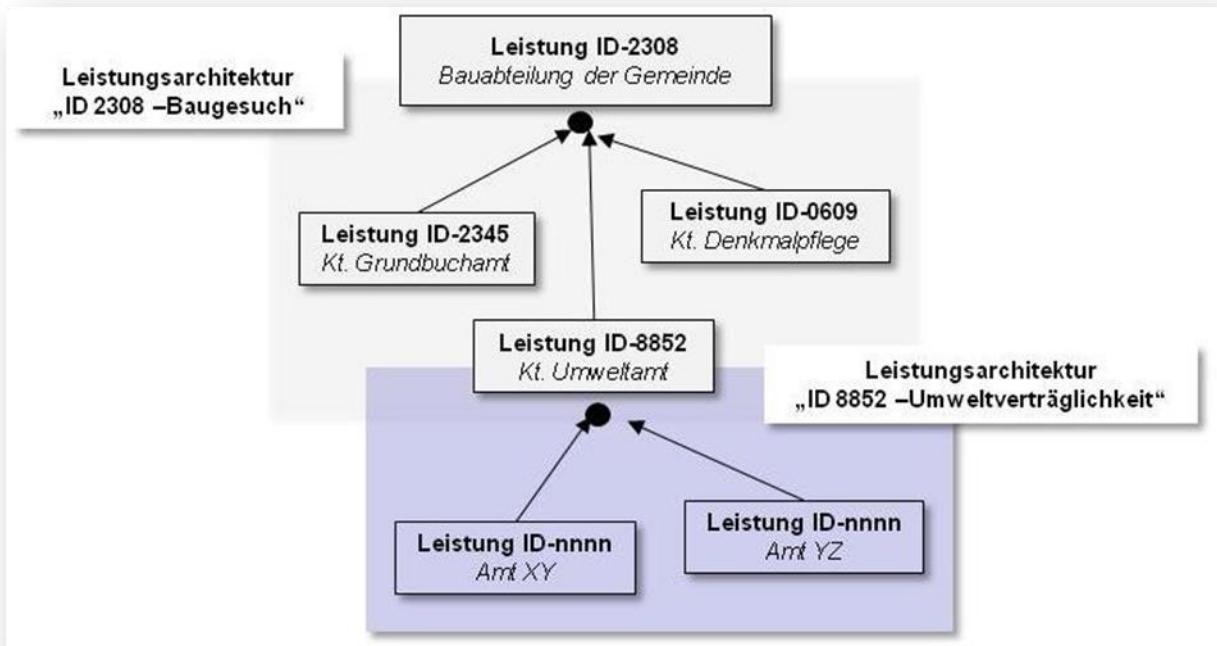 Leistung ID-2308
Bauabteilung der Gemeinde
Leistungsarchitektur
„ID 2308 –Baugesuch“
Leistung ID-2345
Kt. Grundbuchamt
Leistung ID-0609
Kt. Denkmalpflege
Leistung ID-8852
Kt. Umweltamt
Leistungsarchitektur
„ID 8852 –Umweltverträglichkeit“
Leistung ID-nnnn
Amt XY
Leistung ID-nnnn
Amt YZ